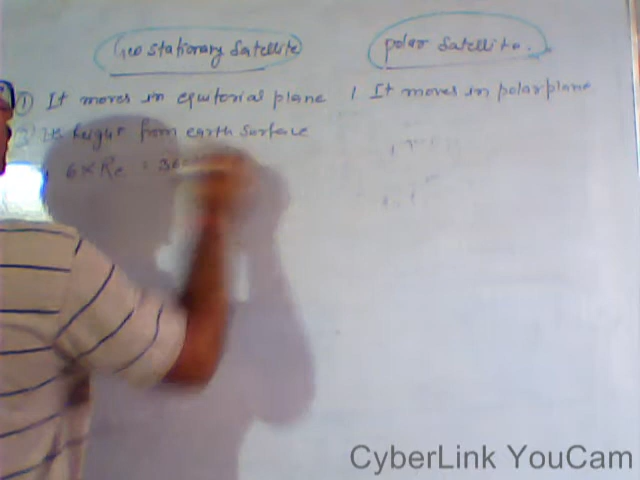 Geo stationary Satellite
polar Satellite.
① It moves in equitorial plane
1. It moves in polar plane
height from earth surface
6 x Re = 36
CyberLink YouCam